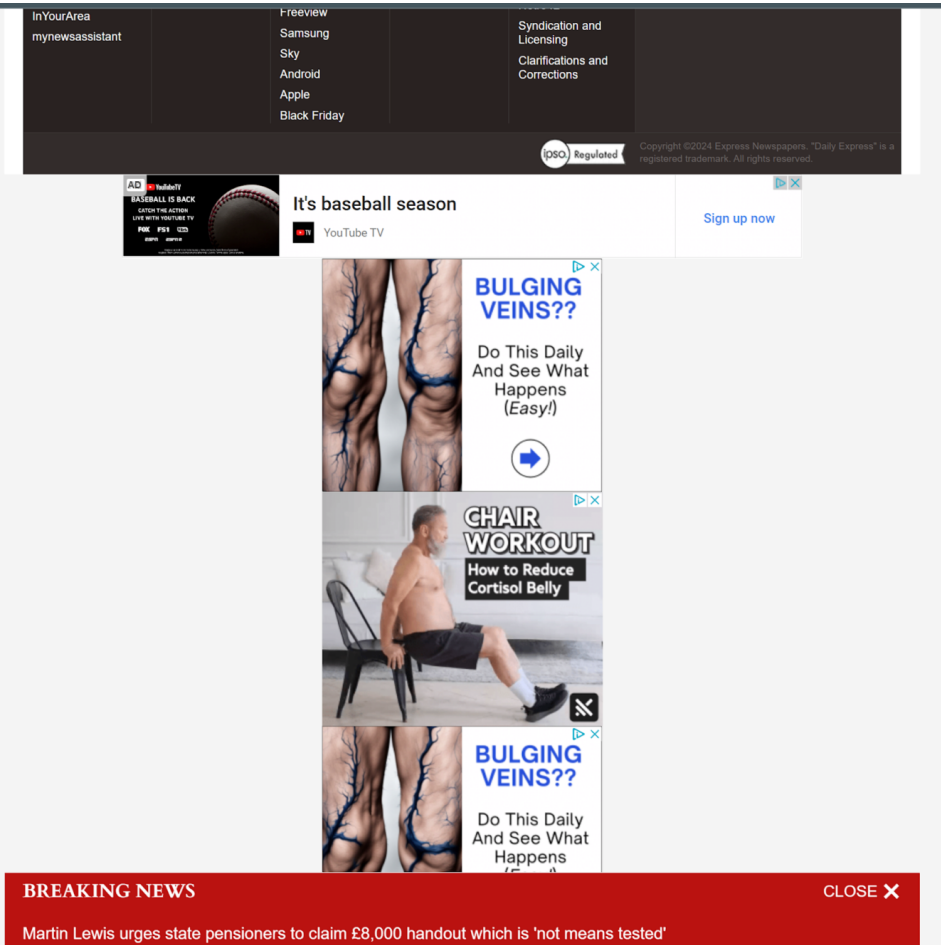 InYourArea
mynewsassistant
Freeview
Samsung
Sky
Android
Apple
Black Friday
Syndication and
Licensing
Clarifications and
Corrections
ipso. Regulated
Copyright ©2024 Express Newspapers. "Daily Express" is a
registered trademark. All rights reserved.
AD
YouTubeTV
BASEBALL IS BACK
CATCH THE ACTION
LIVE WITH YOUTUBE TV
FOX FS1
ESPN
It's baseball season
TV YouTube TV
Sign up now
BULGING
VEINS??
Do This Daily
And See What
Happens
(Easy!)
CHAIR
WORKOUT
How to Reduce
Cortisol Belly
BULGING
VEINS??
Do This Daily
And See What
Happens
BREAKING NEWS
CLOSE
Martin Lewis urges state pensioners to claim £8,000 handout which is 'not means tested'